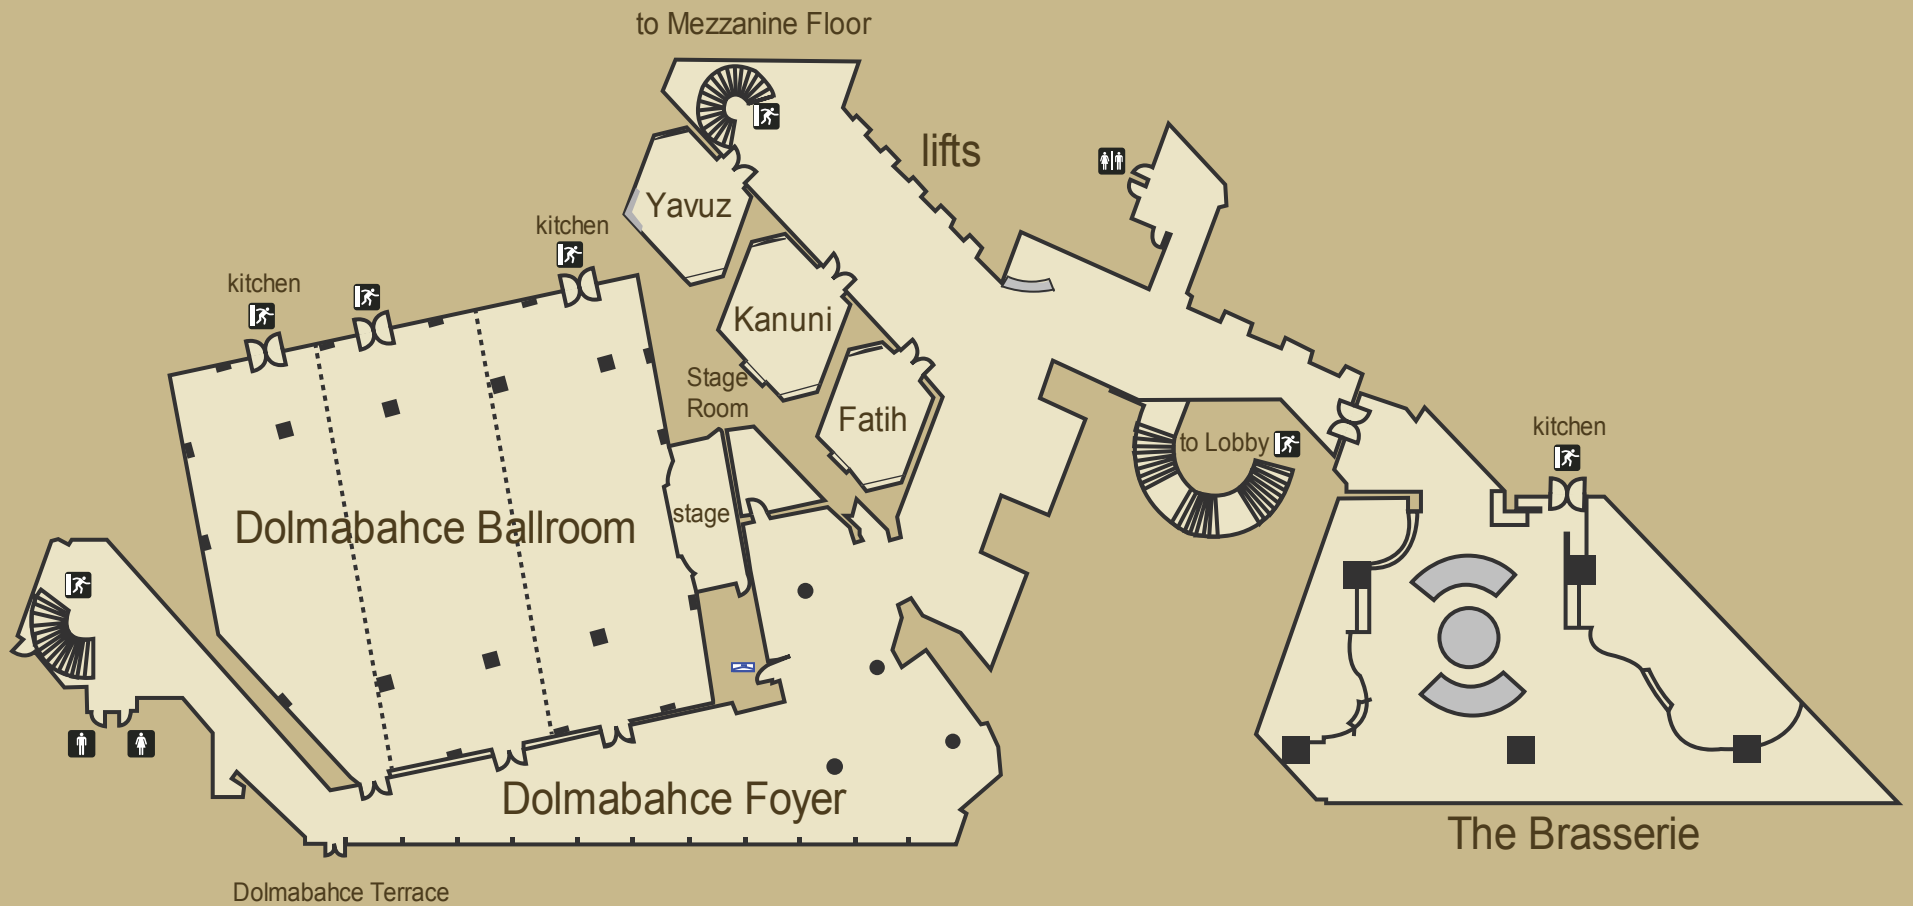 to Mezzanine Floor
lifts
Yavuz
kitchen
kitchen
Kanuni
Stage
Room
Fatih
to Lobby
kitchen
stage
Dolmabahce Ballroom
Dolmabahce Foyer
The Brasserie
Dolmabahce Terrace